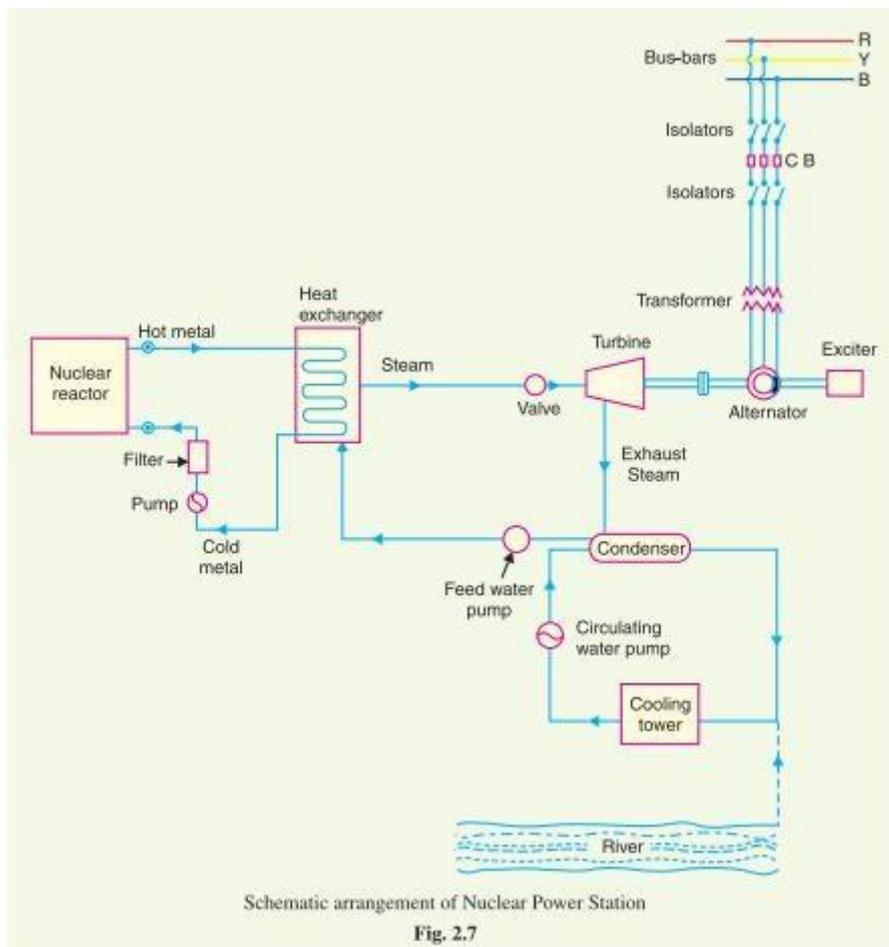 R
Bus-bars
Y
B
Isolators
C B
Isolators
Transformer
Heat
exchanger
Hot metal
Turbine
Exciter
Nuclear
reactor
Steam
Valve
Alternator
Filter
Exhaust
Steam
Pump
Cold
metal
Condenser
Feed water
pump
Circulating
water pump
Cooling
tower
River
Schematic arrangement of Nuclear Power Station
Fig. 2.7